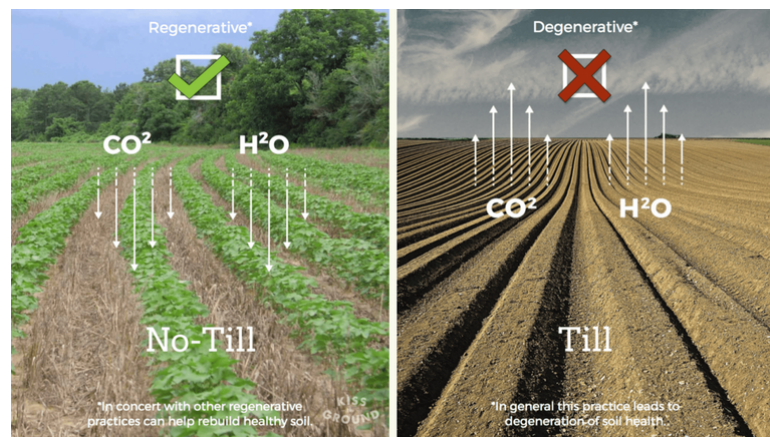 Regenerative*
CO² H²O
No-Till
*In concert with other regenerative
practices can help rebuild healthy soil.
KISS
GROUND
Degenerative*
CO² H²O
Till
*In general this practice leads to
degeneration of soil health..